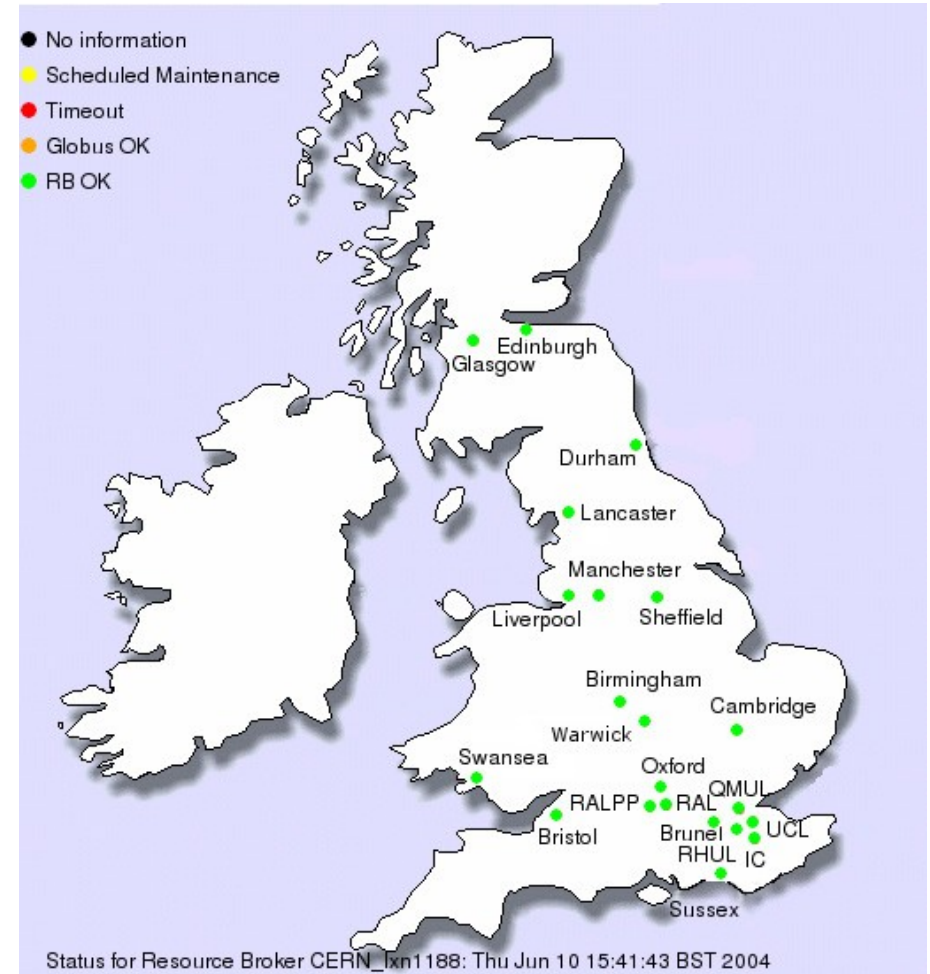 No information
Scheduled Maintenance
Timeout
Globus OK
RB OK
Edinburgh
Glasgow
Durham
Lancaster
Manchester
Liverpool
Sheffield
Birmingham
Cambridge
Warwick
Swansea
Oxford
QMUL
RALPP
RAL
Bristol
Brunel
UCL
RHUL
IC
Sussex
Status for Resource Broker CERN_lxn1188: Thu Jun 10 15:41:43 BST 2004